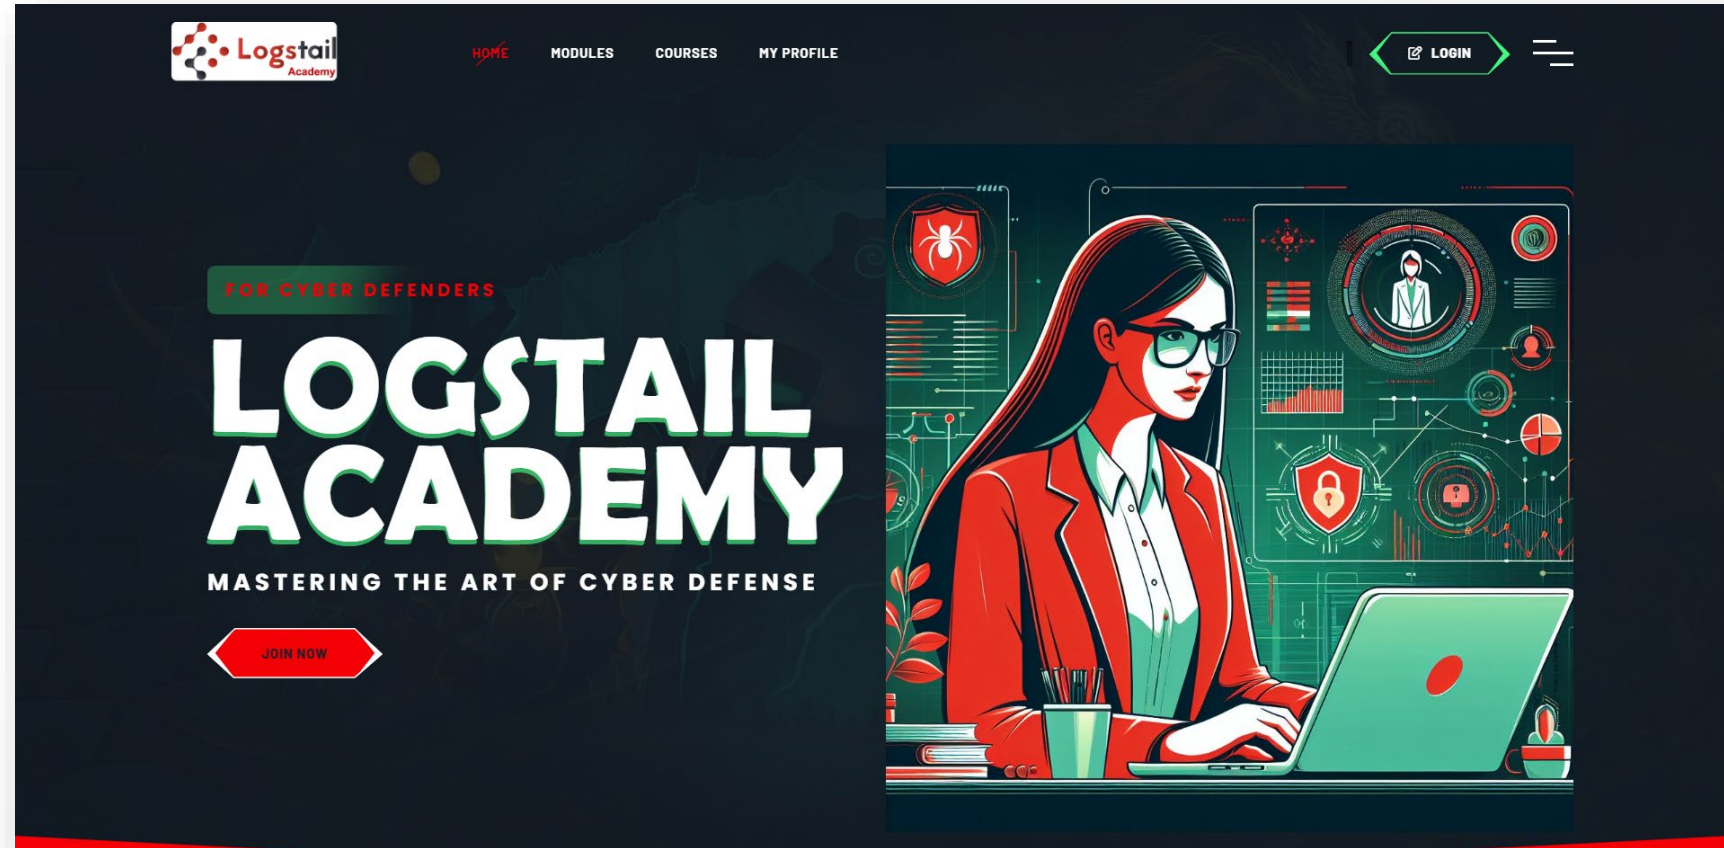 Logstail
Academy
HOME
MODULES
COURSES
MY PROFILE
LOGIN
FOR CYBER DEFENDERS
LOGSTAIL
ACADEMY
MASTERING THE ART OF CYBER DEFENSE
JOIN NOW